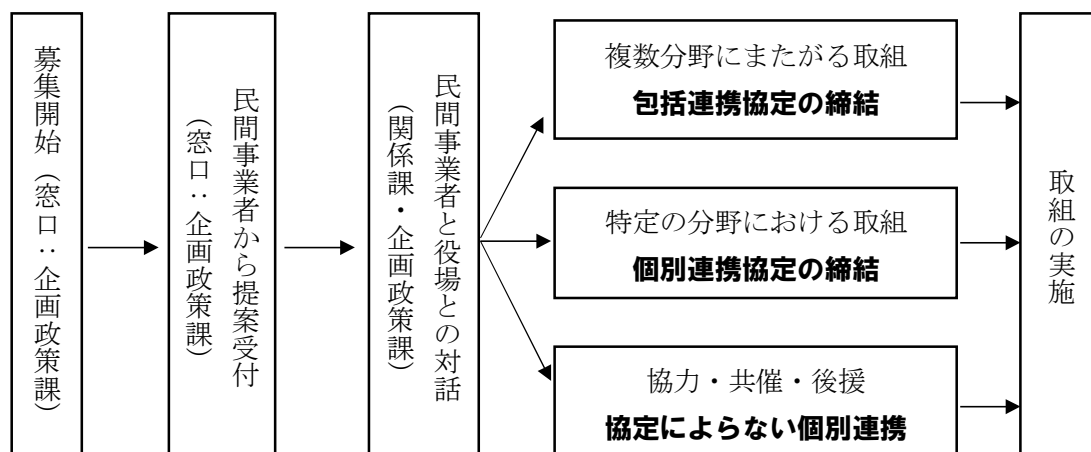 募集開始（窓口：企画政策課）
民間事業者から提案受付
（窓口：企画政策課）
民間事業者と役場との対話
（関係課・企画政策課）
複数分野にまたがる取組
包括連携協定の締結
特定の分野における取組
個別連携協定の締結
協力・共催・後援
協定によらない個別連携
取組の実施